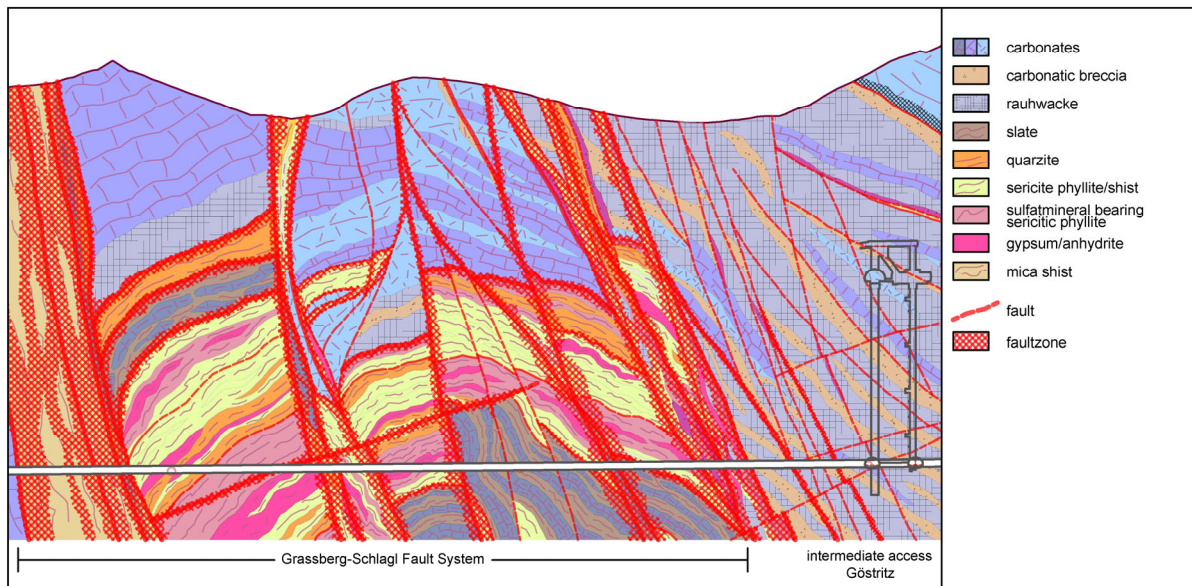 carbonates
carbonatic breccia
rauhwacke
slate
quarzite
sericite phyllite/shist
sulfatmineral bearing
sericitic phyllite
gypsum/anhydrite
mica shist
fault
faultzone
Grassberg-Schlagl Fault System
intermediate access
Göstritz